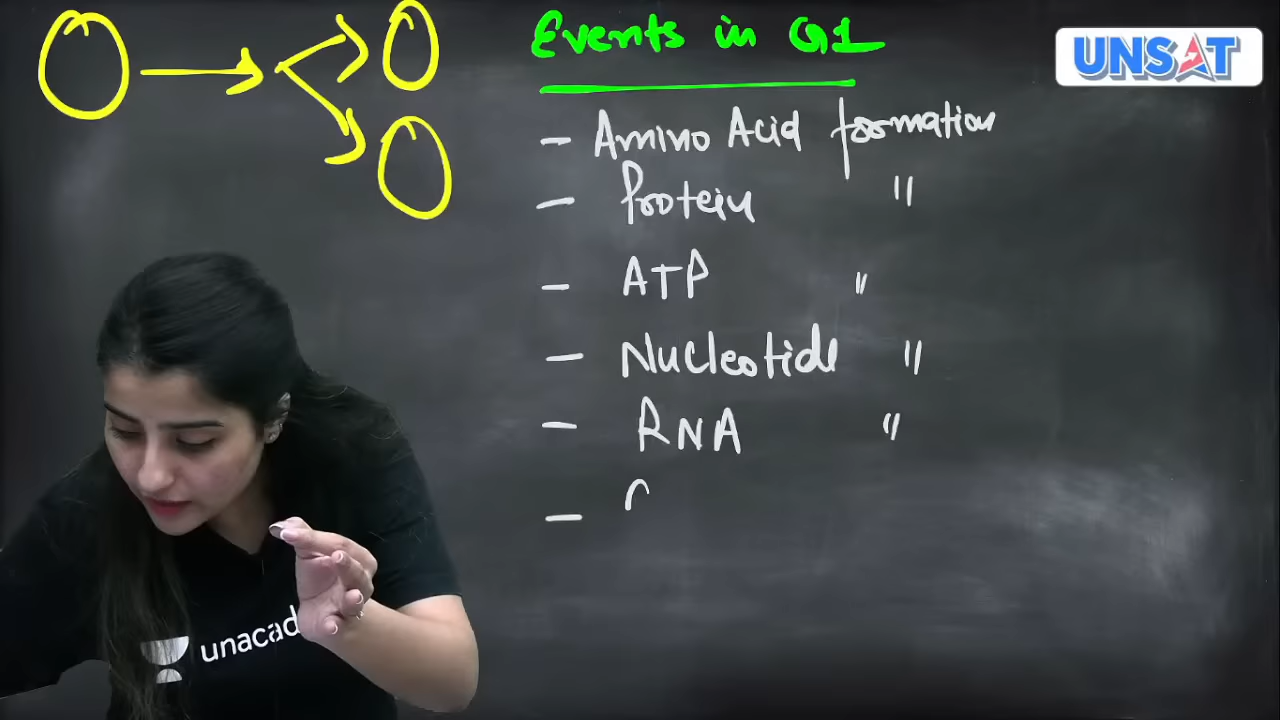 Events in G1
UNSAT
- Amino Acid formation
- Protein "
- ATP "
- Nucleotide "
- RNA "
-
unacad